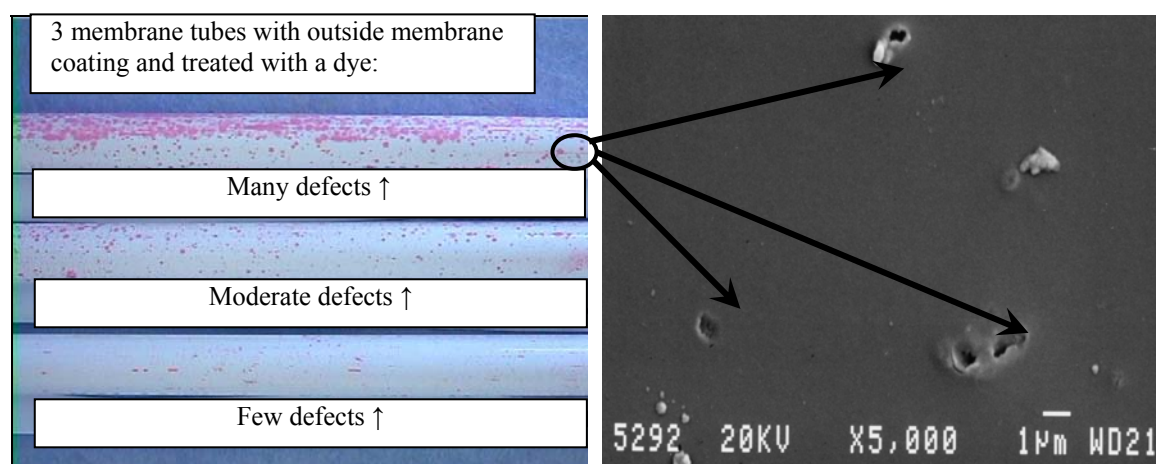 3 membrane tubes with outside membrane
coating and treated with a dye:
Many defects ↑
Moderate defects ↑
Few defects ↑
5292 20KV X5,000 1µm WD21